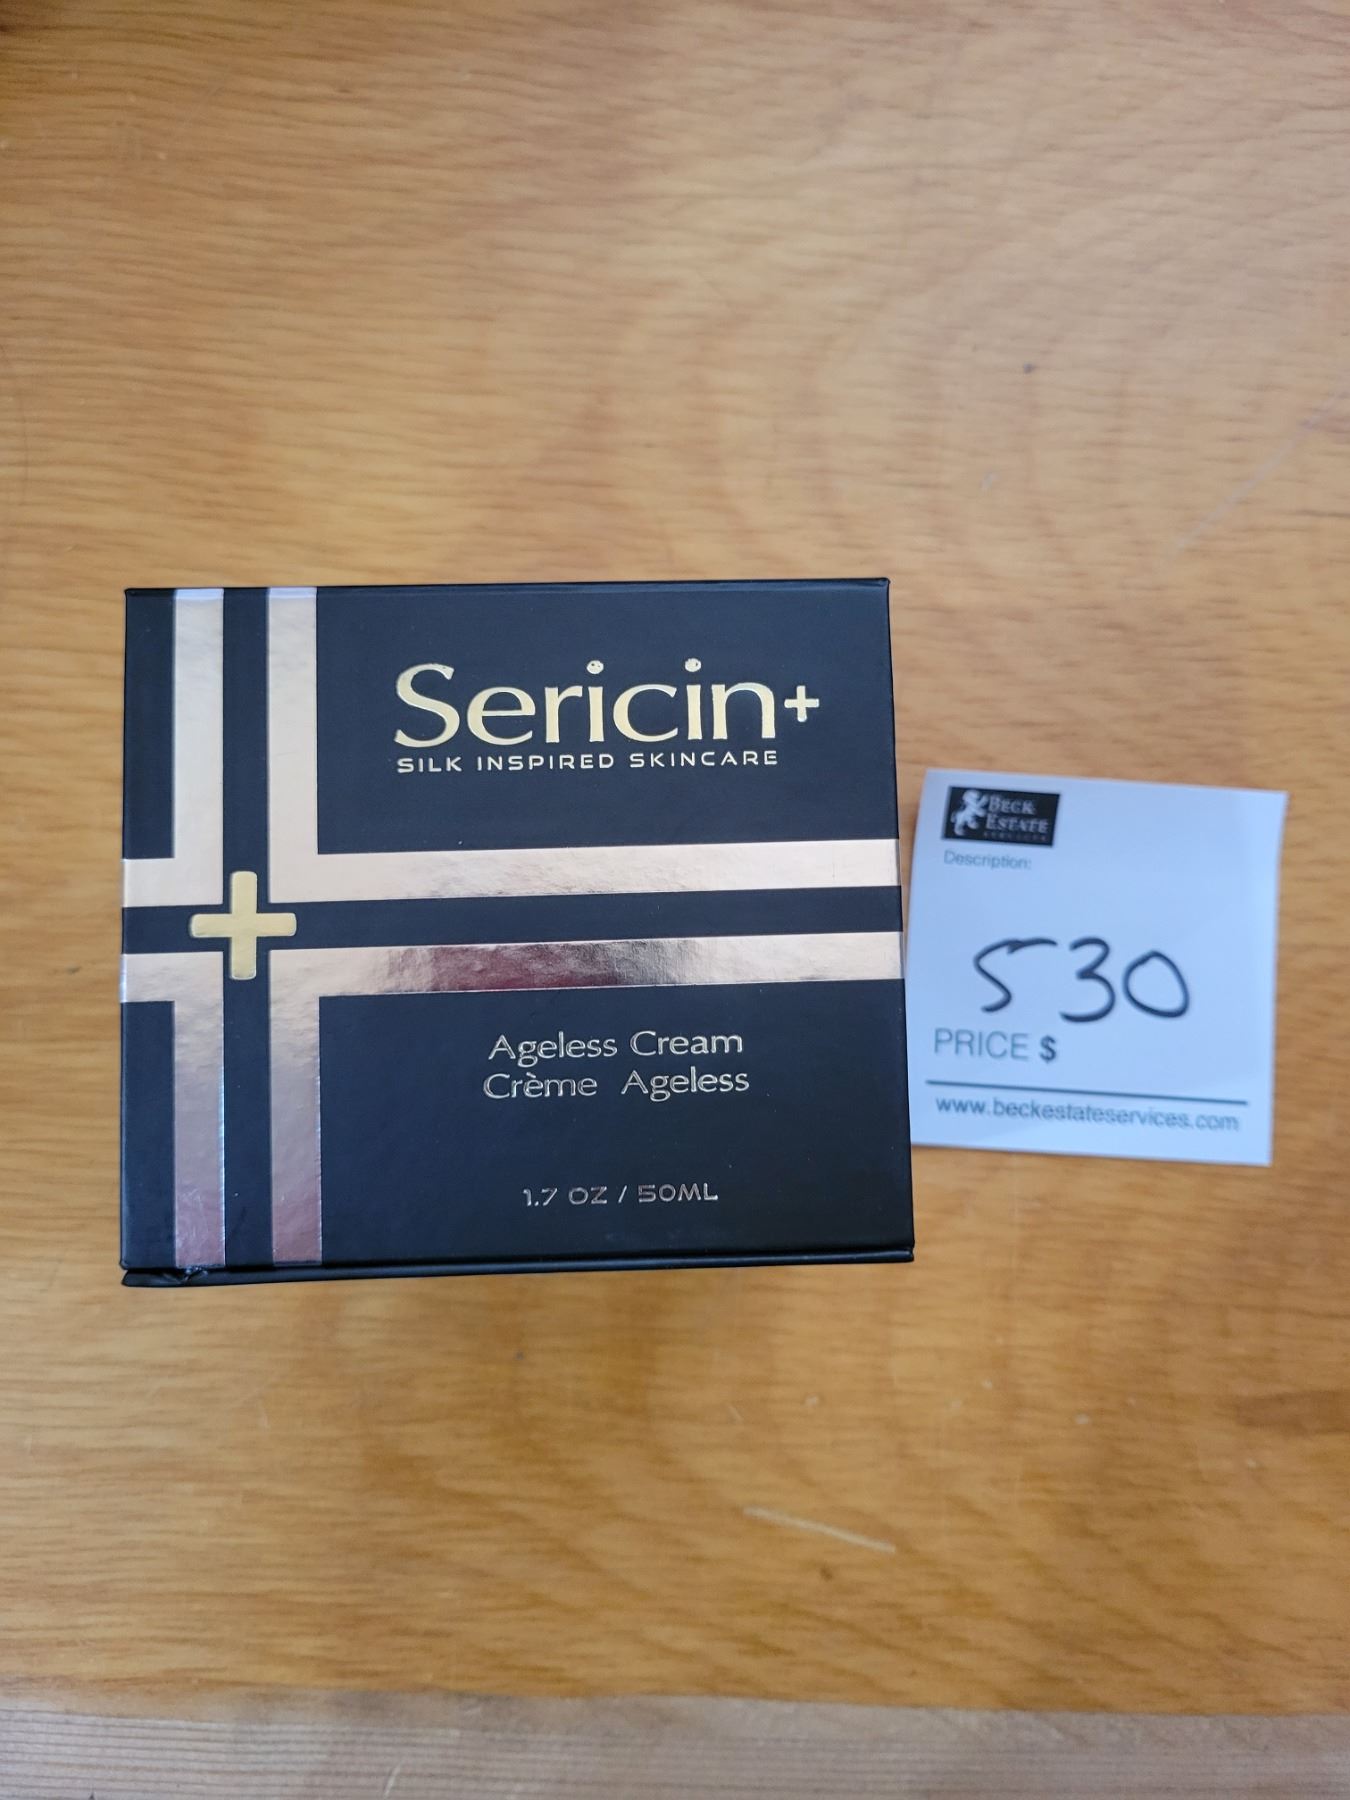 Sericin+
SILK INSPIRED SKINCARE
Ageless Cream
Crème Ageless
1.7 OZ / 50ML
BECK
ESTATE
SERVICES
Description:
530
PRICE $
www.beckestateservices.com